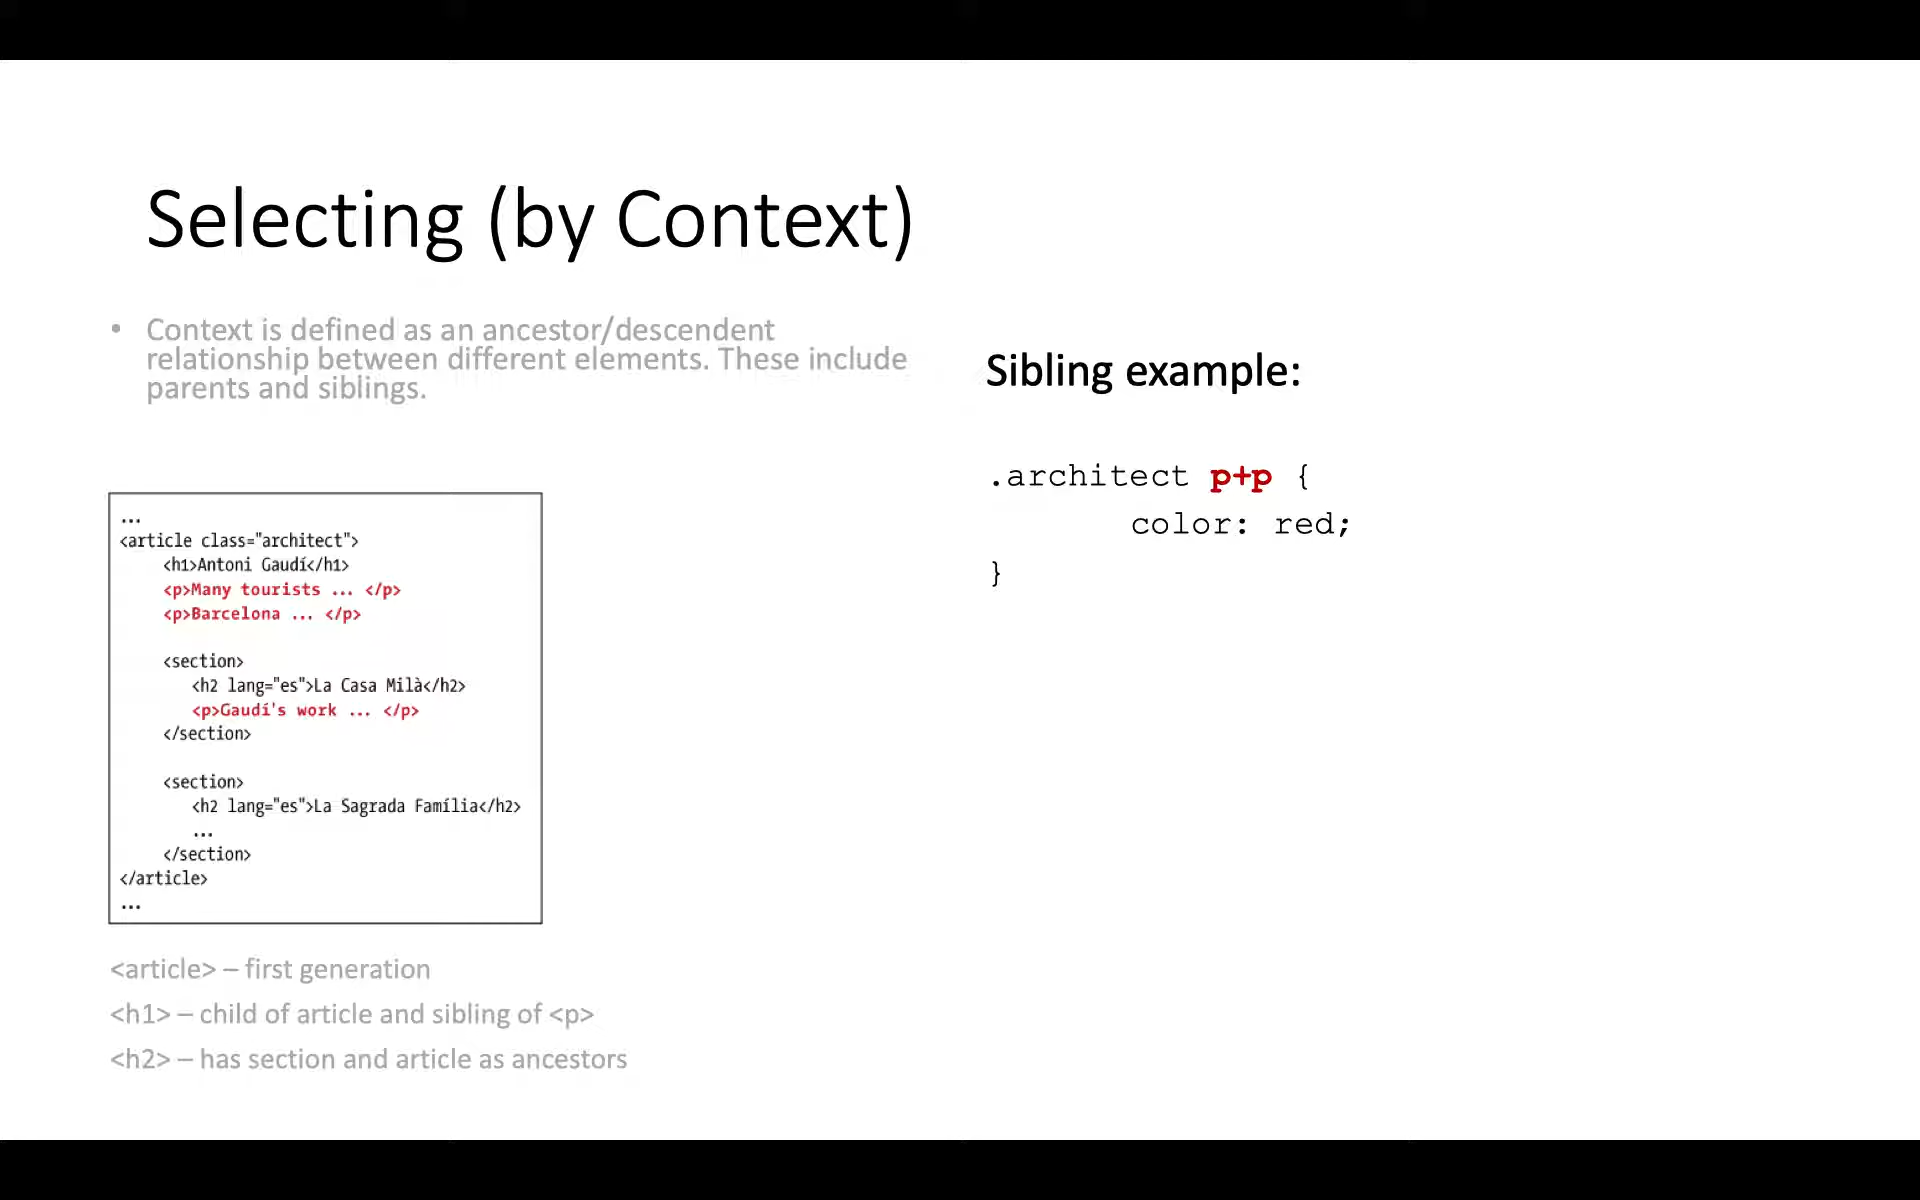 Selecting (by Context)
• Context is defined as an ancestor/descendent
relationship between different elements. These include
parents and siblings.
...
<article class="architect">
<h1>Antoni Gaudí</h1>
<p>Many tourists ... </p>
<p>Barcelona ... </p>
<section>
<h2 lang="es">La Casa Milà</h2>
<p>Gaudí's work ... </p>
</section>
<section>
<h2 lang="es">La Sagrada Família</h2>
...
</section>
</article>
...
<article> – first generation
<h1> – child of article and sibling of <p>
<h2> – has section and article as ancestors
Sibling example:
.architect p+p {
color: red;
}